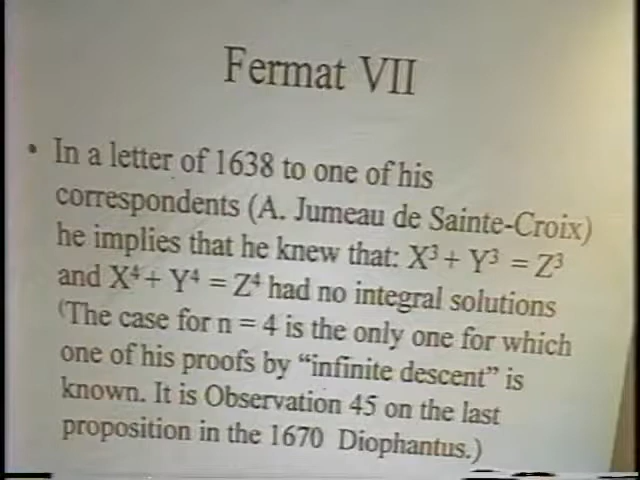 Fermat VII
• In a letter of 1638 to one of his
correspondents (A. Jumeau de Sainte-Croix)
he implies that he knew that: X³ + Y³ = Z³
and X⁴ + Y⁴ = Z⁴ had no integral solutions
(The case for n = 4 is the only one for which
one of his proofs by “infinite descent” is
known. It is Observation 45 on the last
proposition in the 1670 Diophantus.)